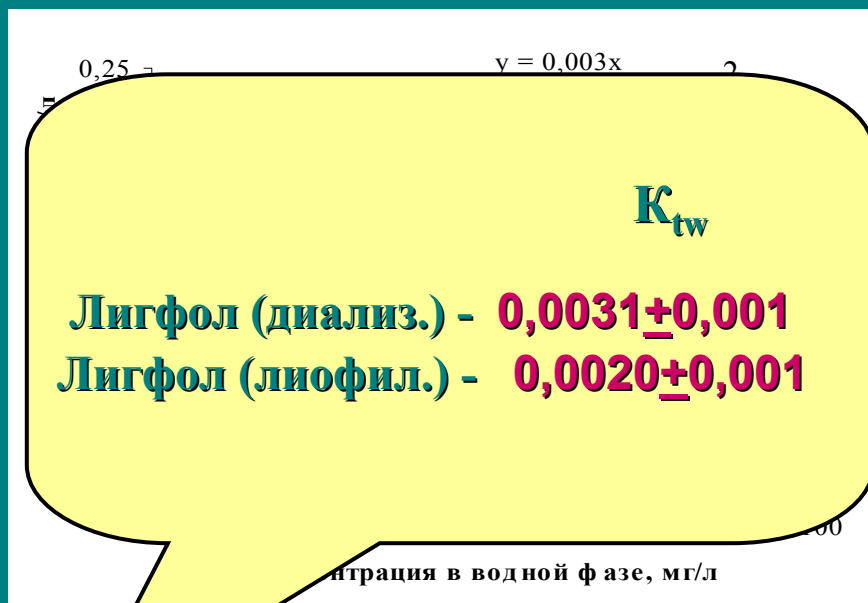 0,25
y = 0,003x
K tw
Лигфол (диализ.) - 0,0031+0,001
Лигфол (лиофил.) - 0,0020+0,001
нтрация в водной фазе, мг/л